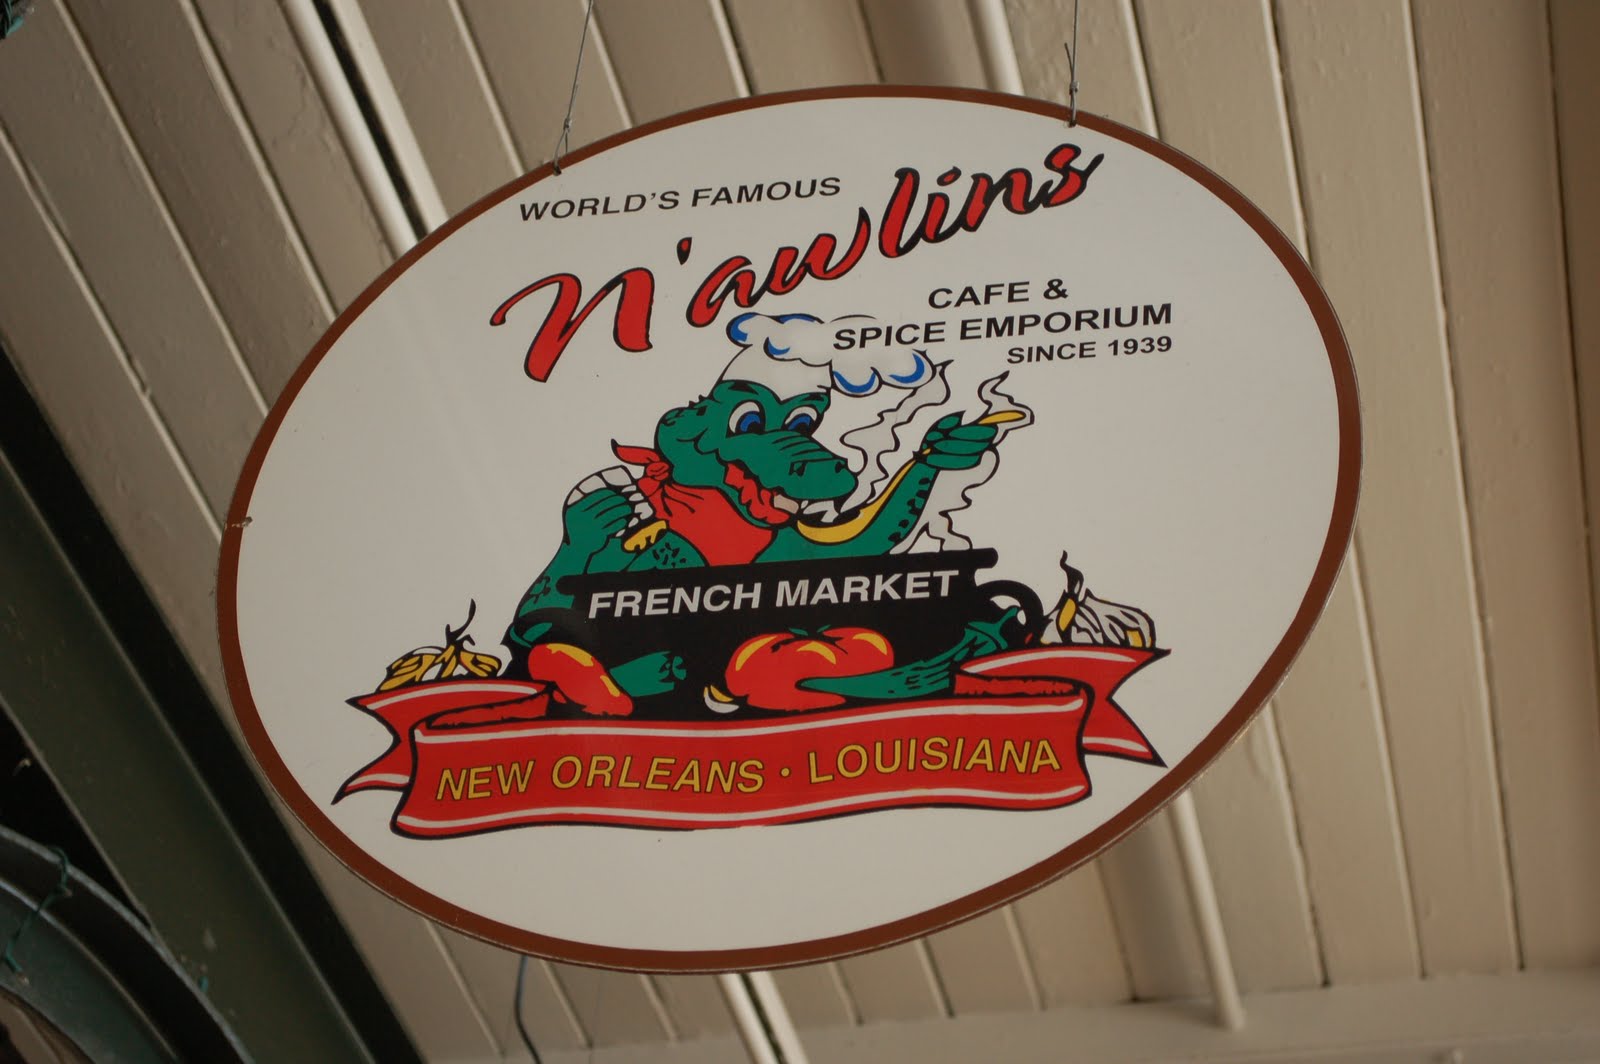 WORLD'S FAMOUS
N'awlins
CAFE &
SPICE EMPORIUM
SINCE 1939
FRENCH MARKET
NEW ORLEANS · LOUISIANA